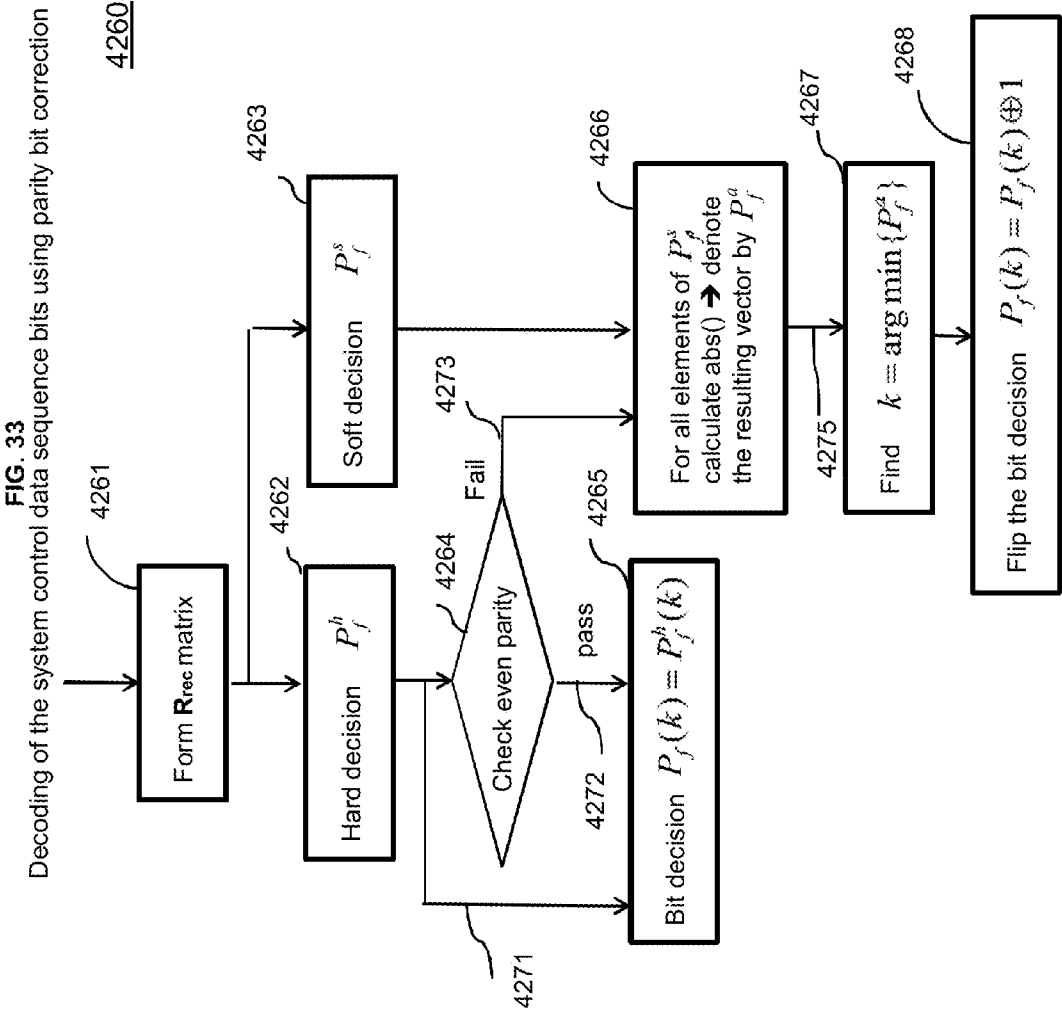 FIG. 33
Decoding of the system control data sequence bits using parity bit correction
4260
4261
Form Rrec matrix
4262
Hard decision P_f^h
4263
Soft decision P_f^s
4264
Check even parity
Fail
4273
pass
4272
4271
4265
Bit decision P_f(k) = P_f^h(k)
4266
For all elements of P_f^s
calculate abs() ➔ denote
the resulting vector by P_f^a
4275
4267
Find k = arg min{P_f^a}
4268
Flip the bit decision P_f(k) = P_f(k) ⊕ 1